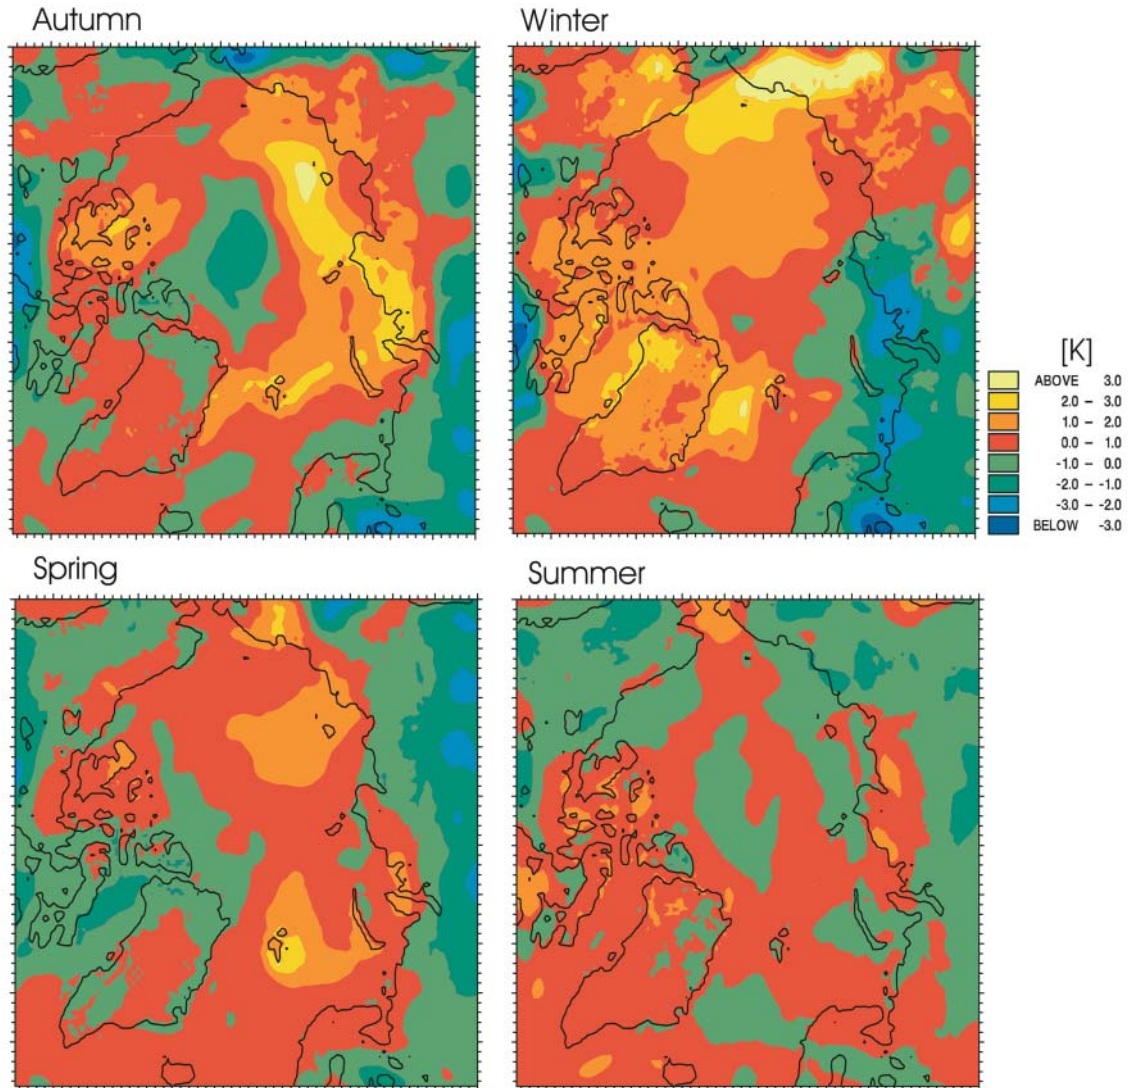 Autumn
Winter
[K]
ABOVE 3.0
2.0 – 3.0
1.0 – 2.0
0.0 – 1.0
-1.0 – 0.0
-2.0 – -1.0
-3.0 – -2.0
BELOW -3.0
Spring
Summer